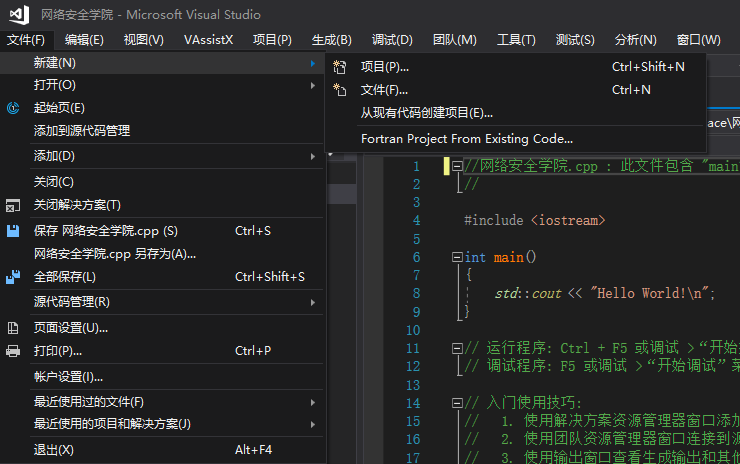 网络安全学院 - Microsoft Visual Studio
文件(F) 编辑(E) 视图(V) VAssistX 项目(P) 生成(B) 调试(D) 团队(M) 工具(T) 测试(S) 分析(N) 窗口(W)
新建(N)
打开(O)
起始页(E)
添加到源代码管理
添加(D)
关闭(C)
关闭解决方案(T)
保存 网络安全学院.cpp (S) Ctrl+S
网络安全学院.cpp 另存为(A)...
全部保存(L) Ctrl+Shift+S
源代码管理(R)
页面设置(U)...
打印(P)... Ctrl+P
帐户设置(I)...
最近使用过的文件(F)
最近使用的项目和解决方案(J)
退出(X) Alt+F4
项目(P)... Ctrl+Shift+N
文件(F)... Ctrl+N
从现有代码创建项目(E)...
Fortran Project From Existing Code...
ace\网
1 //网络安全学院.cpp : 此文件包含 "main
2 //
3
4 #include <iostream>
5
6 int main()
7 {
8 std::cout << "Hello World!\n";
9 }
10
11 // 运行程序: Ctrl + F5 或调试 >“开始
12 // 调试程序: F5 或调试 >“开始调试”菜
13
14 // 入门使用技巧:
15 // 1. 使用解决方案资源管理器窗口添加
16 // 2. 使用团队资源管理器窗口连接到源
17 // 3. 使用输出窗口查看生成输出和其他